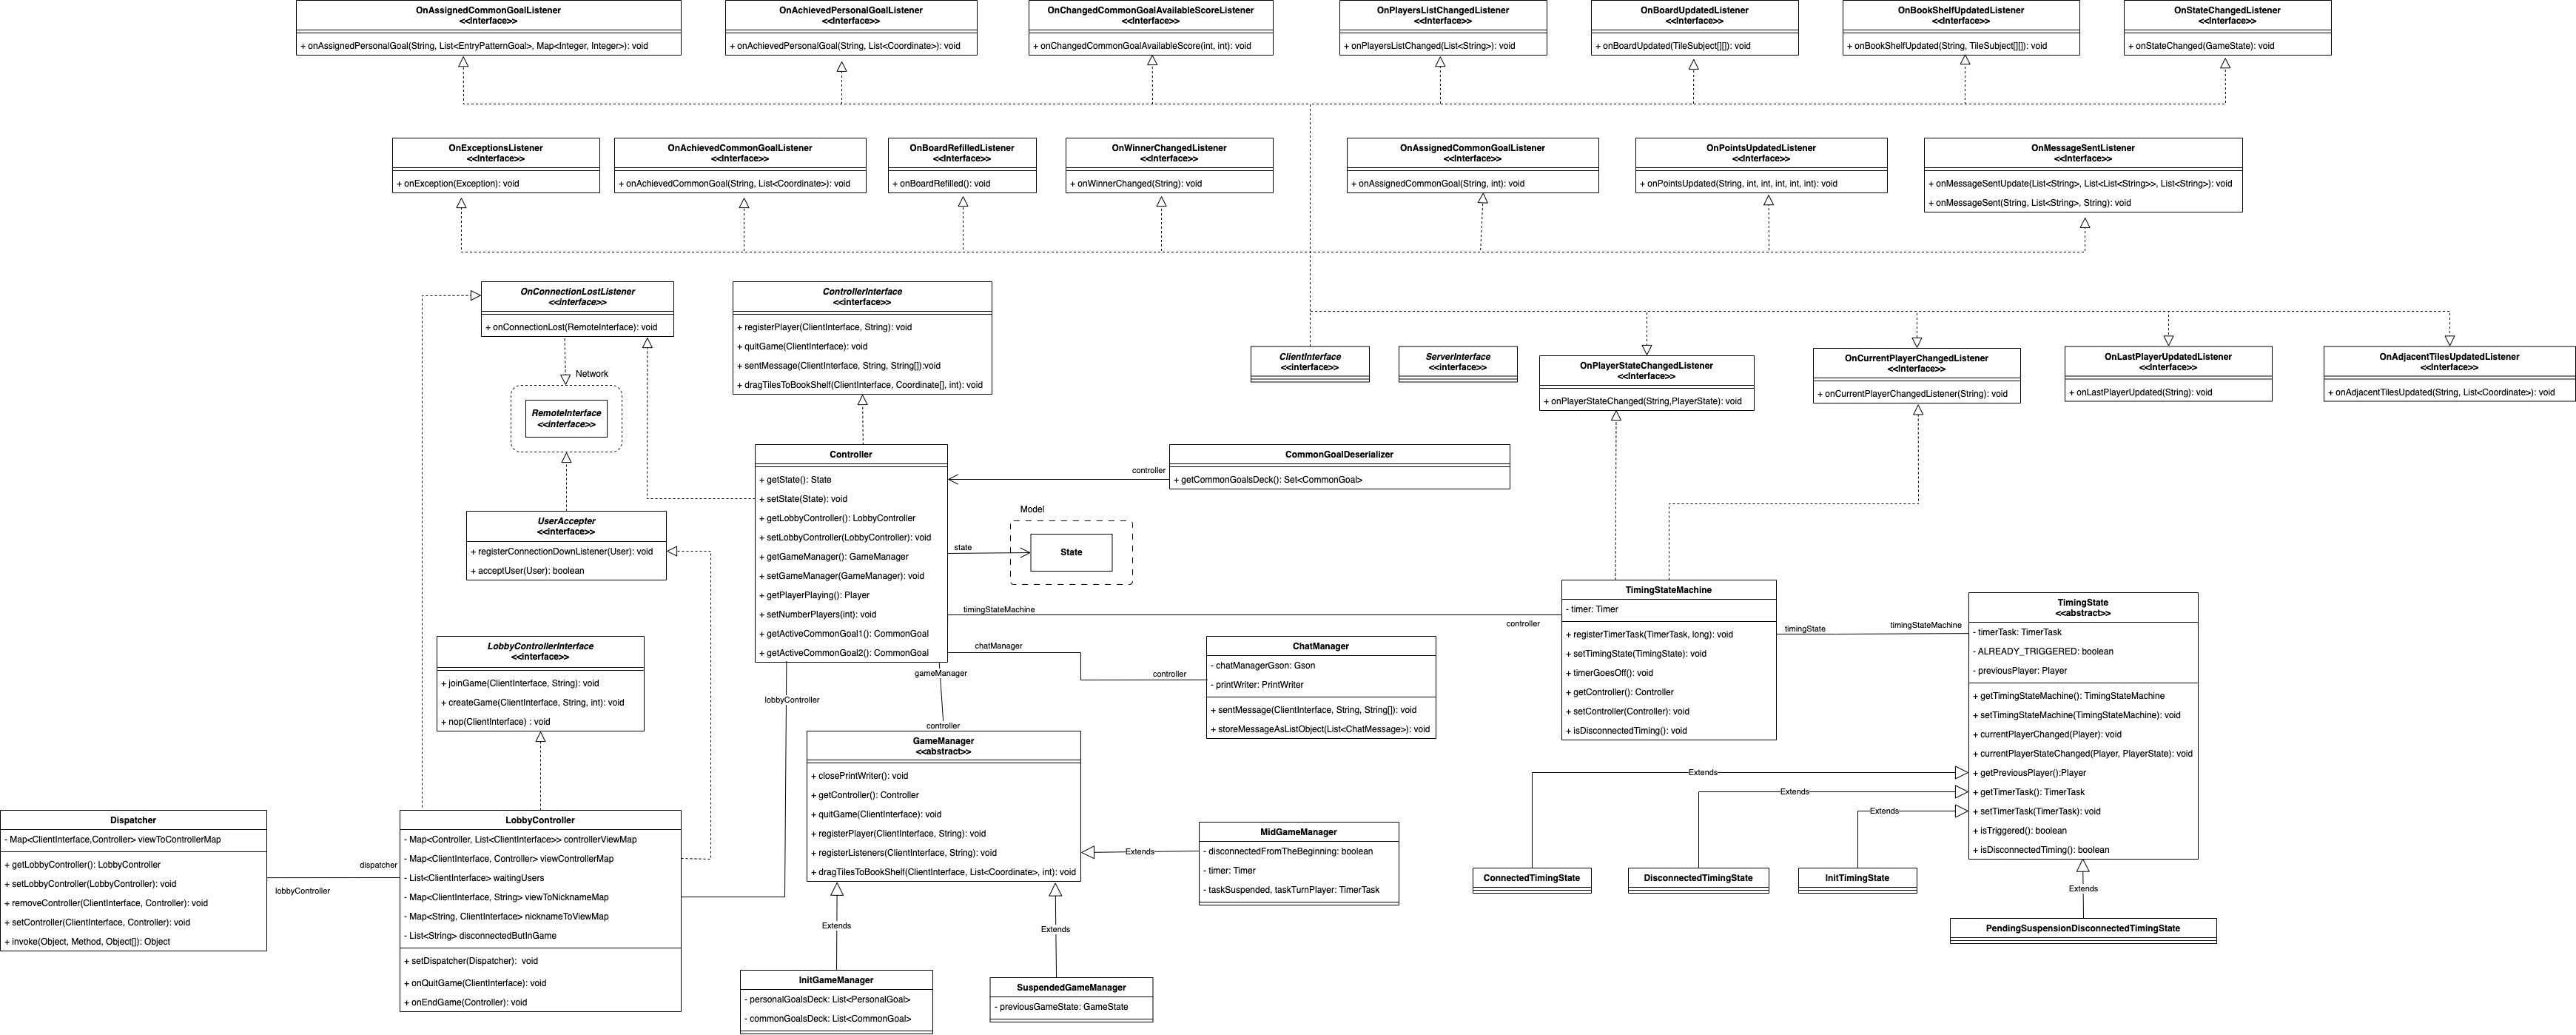 OnAssignedCommonGoalListener
<<Interface>>
+ onAssignedPersonalGoal(String, List<EntryPatternGoal>, Map<Integer, Integer>): void
OnAchievedPersonalGoalListener
<<Interface>>
+ onAchievedPersonalGoal(String, List<Coordinate>): void
OnChangedCommonGoalAvailableScoreListener
<<Interface>>
+ onChangedCommonGoalAvailableScore(int, int): void
OnPlayersListChangedListener
<<Interface>>
+ onPlayersListChanged(List<String>): void
OnBoardUpdatedListener
<<Interface>>
+ onBoardUpdated(TileSubject[][]): void
OnBookShelfUpdatedListener
<<Interface>>
+ onBookShelfUpdated(String, TileSubject[][]): void
OnStateChangedListener
<<Interface>>
+ onStateChanged(GameState): void
OnExceptionsListener
<<Interface>>
+ onException(Exception): void
OnAchievedCommonGoalListener
<<Interface>>
+ onAchievedCommonGoal(String, List<Coordinate>): void
OnBoardRefilledListener
<<Interface>>
+ onBoardRefilled(): void
OnWinnerChangedListener
<<Interface>>
+ onWinnerChanged(String): void
OnAssignedCommonGoalListener
<<Interface>>
+ onAssignedCommonGoal(String, int): void
OnPointsUpdatedListener
<<Interface>>
+ onPointsUpdated(String, int, int, int, int, int): void
OnMessageSentListener
<<Interface>>
+ onMessageSentUpdate(List<String>, List<List<String>>, List<String>): void
+ onMessageSent(String, List<String>, String): void
OnConnectionLostListener
<<interface>>
+ onConnectionLost(RemoteInterface): void
ControllerInterface
<<interface>>
+ registerPlayer(ClientInterface, String): void
+ quitGame(ClientInterface): void
+ sentMessage(ClientInterface, String, String[]):void
+ dragTilesToBookShelf(ClientInterface, Coordinate[], int): void
ClientInterface
<<interface>>
ServerInterface
<<interface>>
OnPlayerStateChangedListener
<<Interface>>
+ onPlayerStateChanged(String,PlayerState): void
OnCurrentPlayerChangedListener
<<Interface>>
+ onCurrentPlayerChangedListener(String): void
OnLastPlayerUpdatedListener
<<Interface>>
+ onLastPlayerUpdated(String): void
OnAdjacentTilesUpdatedListener
<<Interface>>
+ onAdjacentTilesUpdated(String, List<Coordinate>): void
Network
RemoteInterface
<<interface>>
Controller
+ getState(): State
+ setState(State): void
+ getLobbyController(): LobbyController
+ setLobbyController(LobbyController): void
+ getGameManager(): GameManager
+ setGameManager(GameManager): void
+ getPlayerPlaying(): Player
+ setNumberPlayers(int): void
+ getActiveCommonGoal1(): CommonGoal
+ getActiveCommonGoal2(): CommonGoal
controller
CommonGoalDeserializer
+ getCommonGoalsDeck(): Set<CommonGoal>
Model
state
State
UserAccepter
<<interface>>
+ registerConnectionDownListener(User): void
+ acceptUser(User): boolean
timingStateMachine
controller
TimingStateMachine
- timer: Timer
+ registerTimerTask(TimerTask, long): void
+ setTimingState(TimingState): void
+ timerGoesOff(): void
+ getController(): Controller
+ setController(Controller): void
+ isDisconnectedTiming(): void
timingState
timingStateMachine
TimingState
<<abstract>>
- timerTask: TimerTask
- ALREADY_TRIGGERED: boolean
- previousPlayer: Player
+ getTimingStateMachine(): TimingStateMachine
+ setTimingStateMachine(TimingStateMachine): void
+ currentPlayerChanged(Player): void
+ currentPlayerStateChanged(Player, PlayerState): void
+ getPreviousPlayer():Player
+ getTimerTask(): TimerTask
+ setTimerTask(TimerTask): void
+ isTriggered(): boolean
+ isDisconnectedTiming(): boolean
LobbyControllerInterface
<<interface>>
+ joinGame(ClientInterface, String): void
+ createGame(ClientInterface, String, int): void
+ nop(ClientInterface) : void
chatManager
controller
ChatManager
- chatManagerGson: Gson
- printWriter: PrintWriter
+ sentMessage(ClientInterface, String, String[]): void
+ storeMessageAsListObject(List<ChatMessage>): void
gameManager
lobbyController
controller
GameManager
<<abstract>>
+ closePrintWriter(): void
+ getController(): Controller
+ quitGame(ClientInterface): void
+ registerPlayer(ClientInterface, String): void
+ registerListeners(ClientInterface, String): void
+ dragTilesToBookShelf(ClientInterface, List<Coordinate>, int): void
Extends
MidGameManager
- disconnectedFromTheBeginning: boolean
- timer: Timer
- taskSuspended, taskTurnPlayer: TimerTask
Extends
Extends
Extends
ConnectedTimingState
DisconnectedTimingState
InitTimingState
Extends
PendingSuspensionDisconnectedTimingState
Dispatcher
- Map<ClientInterface,Controller> viewToControllerMap
+ getLobbyController(): LobbyController
+ setLobbyController(LobbyController): void
+ removeController(ClientInterface, Controller): void
+ setController(ClientInterface, Controller): void
+ invoke(Object, Method, Object[]): Object
dispatcher
lobbyController
LobbyController
- Map<Controller, List<ClientInterface>> controllerViewMap
- Map<ClientInterface, Controller> viewControllerMap
- List<ClientInterface> waitingUsers
- Map<ClientInterface, String> viewToNicknameMap
- Map<String, ClientInterface> nicknameToViewMap
- List<String> disconnectedButInGame
+ setDispatcher(Dispatcher):  void
+ onQuitGame(ClientInterface): void
+ onEndGame(Controller): void
Extends
Extends
InitGameManager
- personalGoalsDeck: List<PersonalGoal>
- commonGoalsDeck: List<CommonGoal>
SuspendedGameManager
- previousGameState: GameState